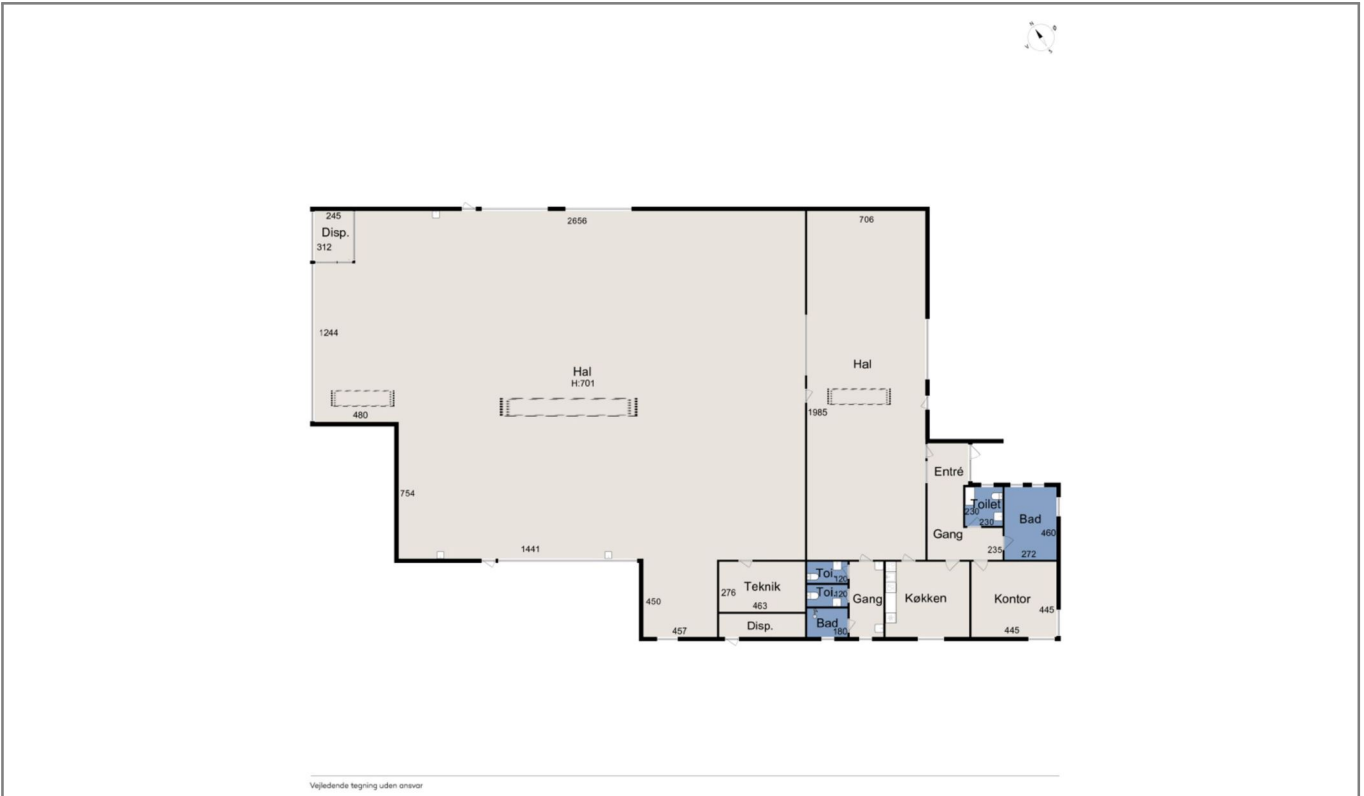 N
Ø
V
S
245
Disp.
312
2656
706
1244
Hal
H:701
Hal
480
1985
754
Entré
Toilet
230
230
Bad
460
Gang
235
272
1441
276
Teknik
463
Toi.
120
Toi.
120
Gang
Køkken
Kontor
445
445
450
457
Disp.
Bad
180
Vejledende tegning uden ansvar